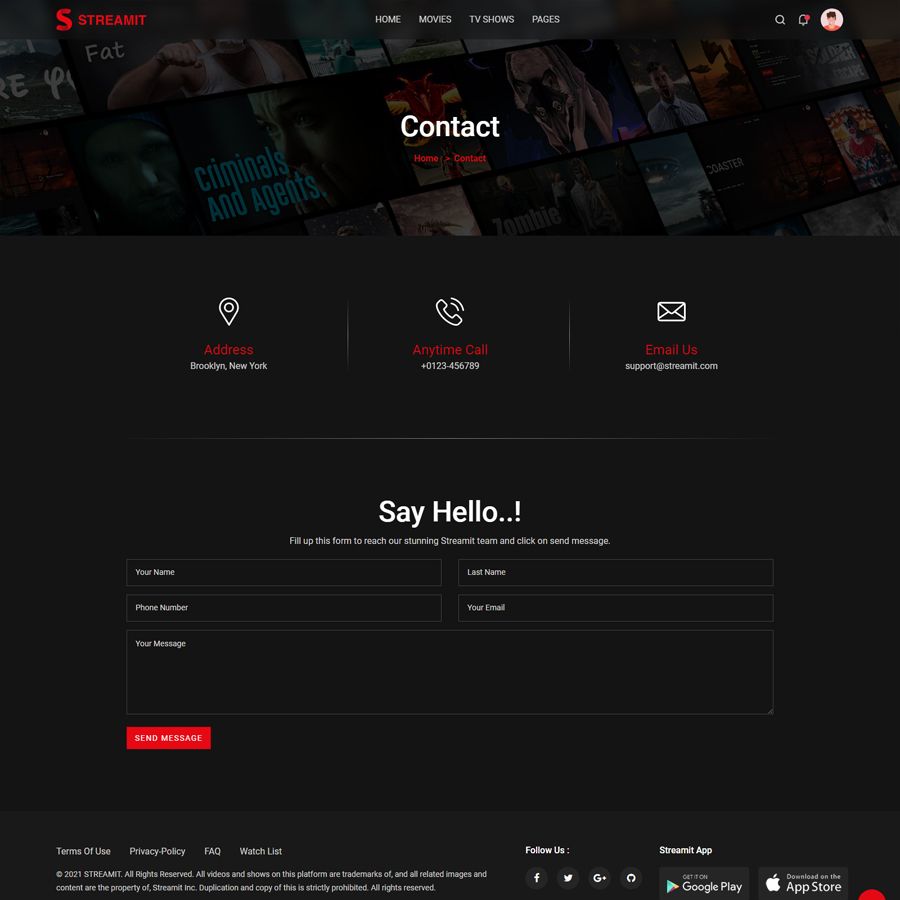 STREAMIT
HOME MOVIES TV SHOWS PAGES
Fat
Contact
Home > Contact
Criminals
And Agents.
COASTER
Zombie
Address
Brooklyn, New York
Anytime Call
+0123-456789
Email Us
support@streamit.com
Say Hello..!
Fill up this form to reach our stunning Streamit team and click on send message.
Your Name
Last Name
Phone Number
Your Email
Your Message
SEND MESSAGE
Terms Of Use Privacy-Policy FAQ Watch List
© 2021 STREAMIT. All Rights Reserved. All videos and shows on this platform are trademarks of, and all related images and
content are the property of, Streamit Inc. Duplication and copy of this is strictly prohibited. All rights reserved.
Follow Us :
G+
Streamit App
GET IT ON
Google Play
Download on the
App Store